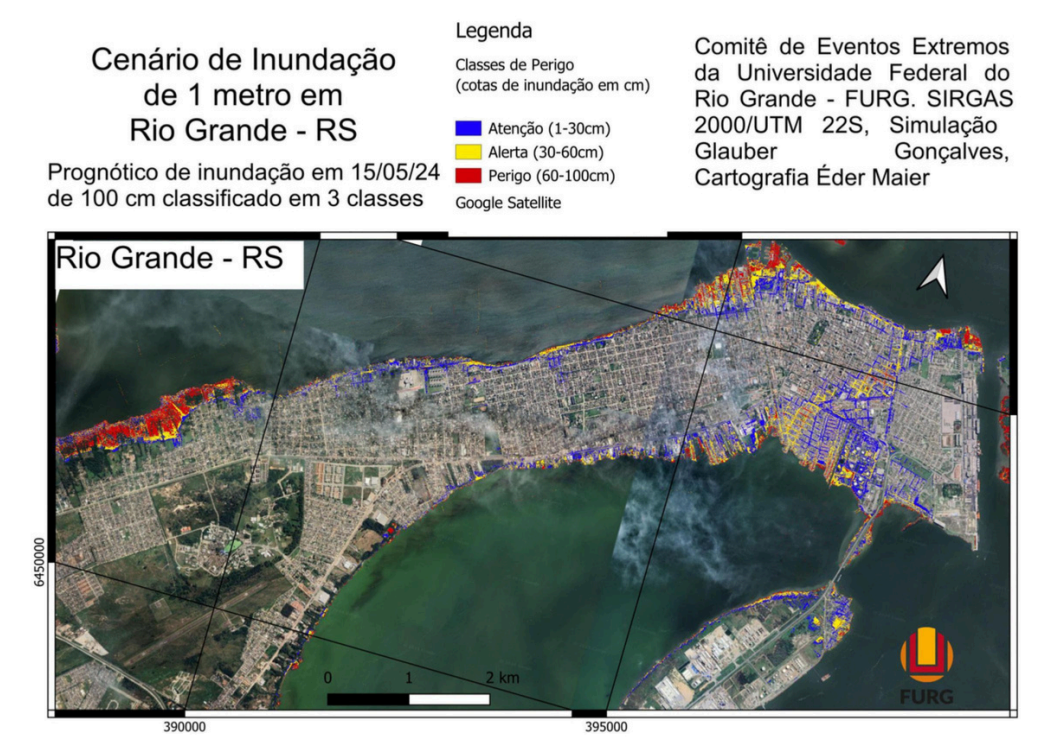 Cenário de Inundação
de 1 metro em
Rio Grande - RS
Prognótico de inundação em 15/05/24
de 100 cm classificado em 3 classes
Legenda
Classes de Perigo
(cotas de inundação em cm)
Atenção (1-30cm)
Alerta (30-60cm)
Perigo (60-100cm)
Google Satellite
Comitê de Eventos Extremos
da Universidade Federal do
Rio Grande - FURG. SIRGAS
2000/UTM 22S, Simulação
Glauber Gonçalves,
Cartografia Éder Maier
Rio Grande - RS
6450000
0 1 2 km
FURG
390000 395000